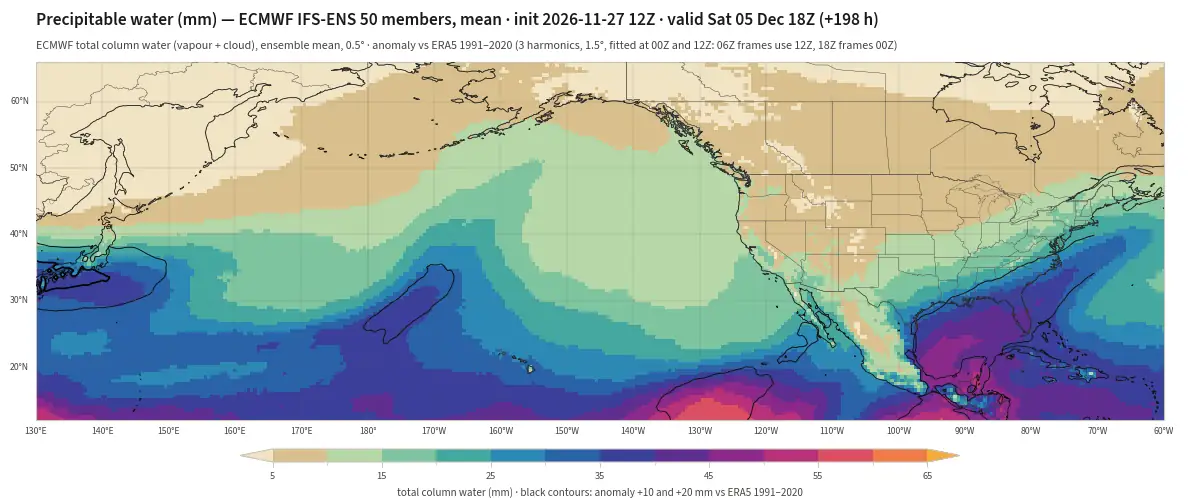 Precipitable water (mm) — ECMWF IFS-ENS 50 members, mean · init 2026-11-27 12Z · valid Sat 05 Dec 18Z (+198 h)
ECMWF total column water (vapour + cloud), ensemble mean, 0.5° · anomaly vs ERA5 1991–2020 (3 harmonics, 1.5°, fitted at 00Z and 12Z: 06Z frames use 12Z, 18Z frames 00Z)
60°N
50°N
40°N
30°N
20°N
130°E 140°E 150°E 160°E 170°E 180° 170°W 160°W 150°W 140°W 130°W 120°W 110°W 100°W 90°W 80°W 70°W 60°W
5 15 25 35 45 55 65
total column water (mm) · black contours: anomaly +10 and +20 mm vs ERA5 1991–2020